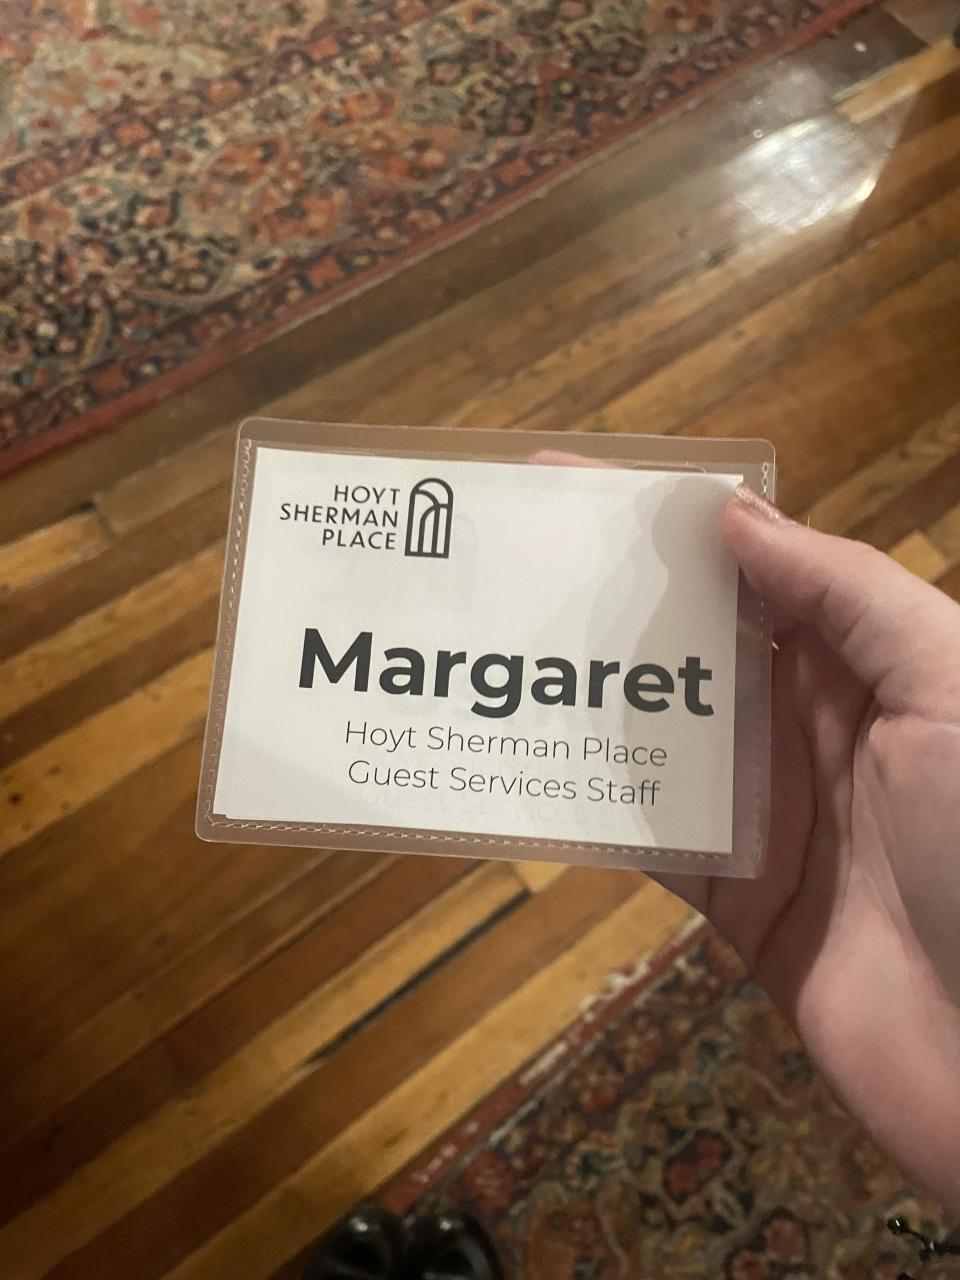 HOYT
SHERMAN
PLACE
Margaret
Hoyt Sherman Place
Guest Services Staff